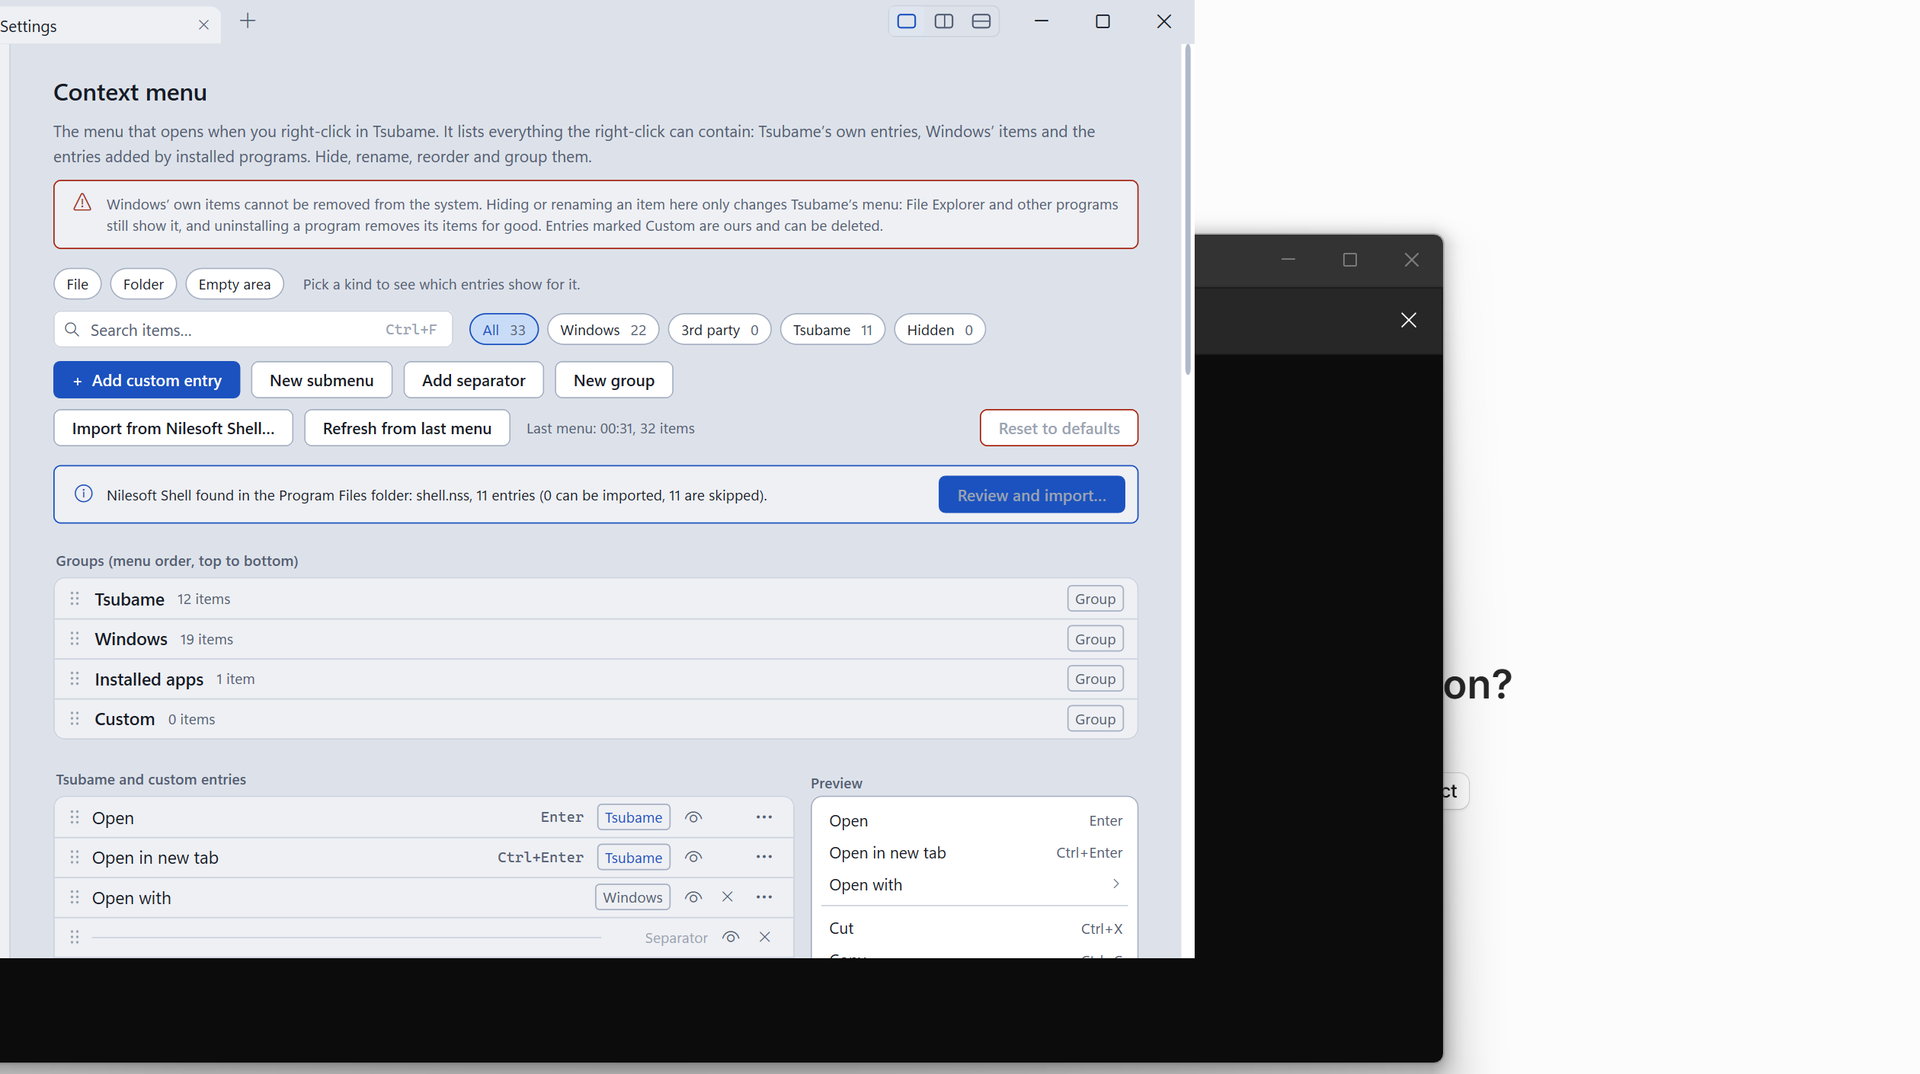 Settings
Context menu
The menu that opens when you right-click in Tsubame. It lists everything the right-click can contain: Tsubame's own entries, Windows' items and the
entries added by installed programs. Hide, rename, reorder and group them.
Windows' own items cannot be removed from the system. Hiding or renaming an item here only changes Tsubame's menu: File Explorer and other programs
still show it, and uninstalling a program removes its items for good. Entries marked Custom are ours and can be deleted.
File Folder Empty area Pick a kind to see which entries show for it.
Search items... Ctrl+F All 33 Windows 22 3rd party 0 Tsubame 11 Hidden 0
+ Add custom entry New submenu Add separator New group
Import from Nilesoft Shell... Refresh from last menu Last menu: 00:31, 32 items Reset to defaults
Nilesoft Shell found in the Program Files folder: shell.nss, 11 entries (0 can be imported, 11 are skipped). Review and import...
Groups (menu order, top to bottom)
Tsubame 12 items Group
Windows 19 items Group
Installed apps 1 item Group
Custom 0 items Group
Tsubame and custom entries
Open Enter Tsubame
Open in new tab Ctrl+Enter Tsubame
Open with Windows
Separator
Preview
Open Enter
Open in new tab Ctrl+Enter
Open with
Cut Ctrl+X
on?
ct